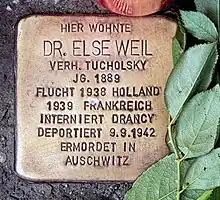 HIER WOHNTE
DR. ELSE WEIL
VERH. TUCHOLSKY
JG. 1889
FLUCHT 1938 HOLLAND
1939 FRANKREICH
INTERNIERT DRANCY
DEPORTIERT 9.9.1942
ERMORDET IN
AUSCHWITZ